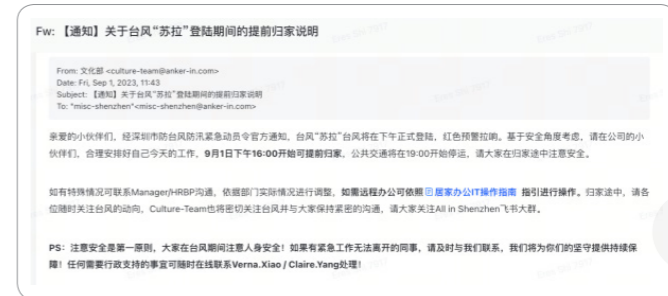 Fw: 【通知】关于台风“苏拉”登陆期间的提前归家说明
From: 文化部 <culture-team@anker-in.com>
Date: Fri, Sep 1, 2023, 11:43
Subject: 【通知】关于台风“苏拉”登陆期间的提前归家说明
To: "misc-shenzhen"<misc-shenzhen@anker-in.com>
亲爱的小伙伴们，经深圳市防台风防汛紧急动员令官方通知，台风“苏拉”台风将在下午正式登陆，红色预警拉响。基于安全角度考虑，请在公司的小
伙伴们，合理安排好自己今天的工作，9月1日下午16:00开始可提前归家，公共交通将在19:00开始停运，请大家在归家途中注意安全。
如有特殊情况可联系Manager/HRBP沟通，依据部门实际情况进行调整，如需远程办公可依照 居家办公IT操作指南 指引进行操作。归家途中，请各
位随时关注台风的动向，Culture-Team也将密切关注台风并与大家保持紧密的沟通，请大家关注All in Shenzhen飞书大群。
PS：注意安全是第一原则，大家在台风期间注意人身安全！如果有紧急工作无法离开的同事，请及时与我们联系，我们将为你们的坚守提供持续保
障！任何需要行政支持的事宜可随时在线联系Verna.Xiao / Claire.Yang处理！